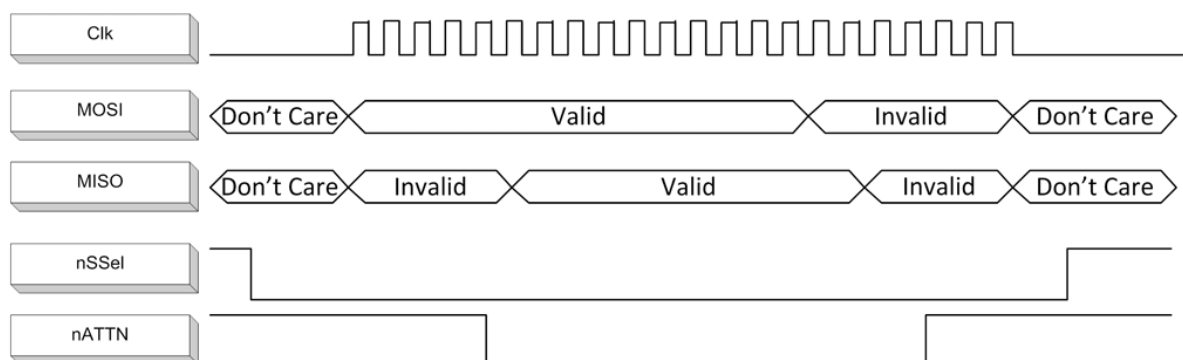 Clk
MOSI
Don't Care Valid Invalid Don't Care
MISO
Don't Care Invalid Valid Invalid Don't Care
nSSel
nATTN